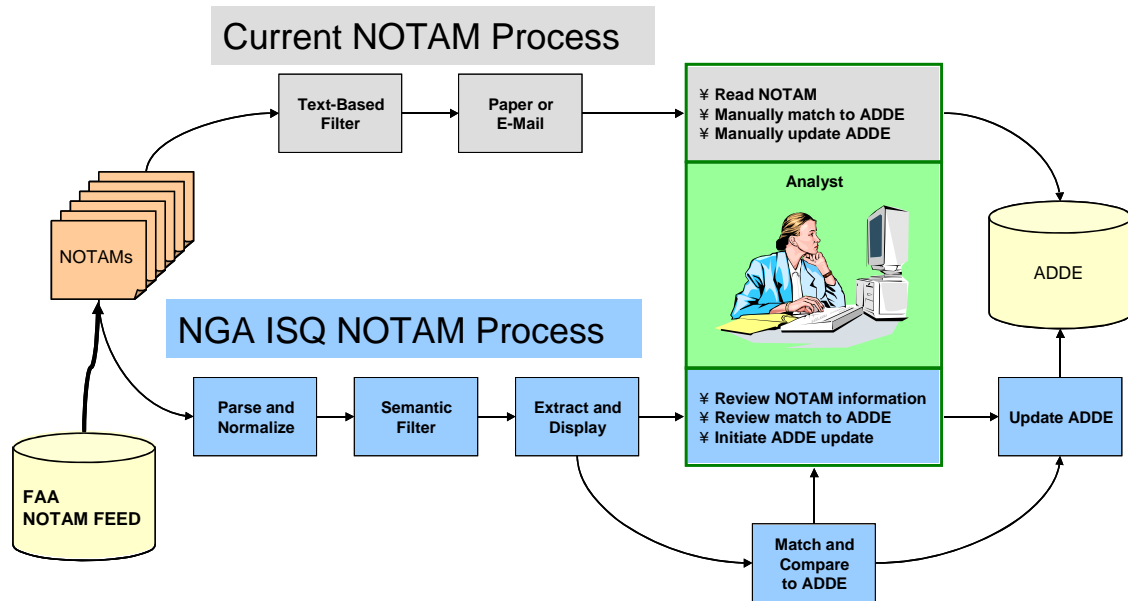 Current NOTAM Process
Text-Based
Filter
Paper or
E-Mail
¥ Read NOTAM
¥ Manually match to ADDE
¥ Manually update ADDE
Analyst
NOTAMs
ADDE
NGA ISQ NOTAM Process
Parse and
Normalize
Semantic
Filter
Extract and
Display
¥ Review NOTAM information
¥ Review match to ADDE
¥ Initiate ADDE update
Update ADDE
FAA
NOTAM FEED
Match and
Compare
to ADDE